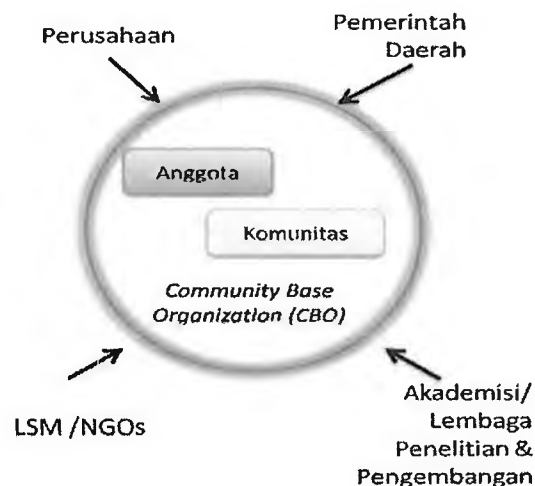 Perusahaan
Pemerintah
Daerah
Anggota
Komunitas
Community Base
Organization (CBO)
LSM /NGOs
Akademisi/
Lembaga
Penelitian &
Pengembangan